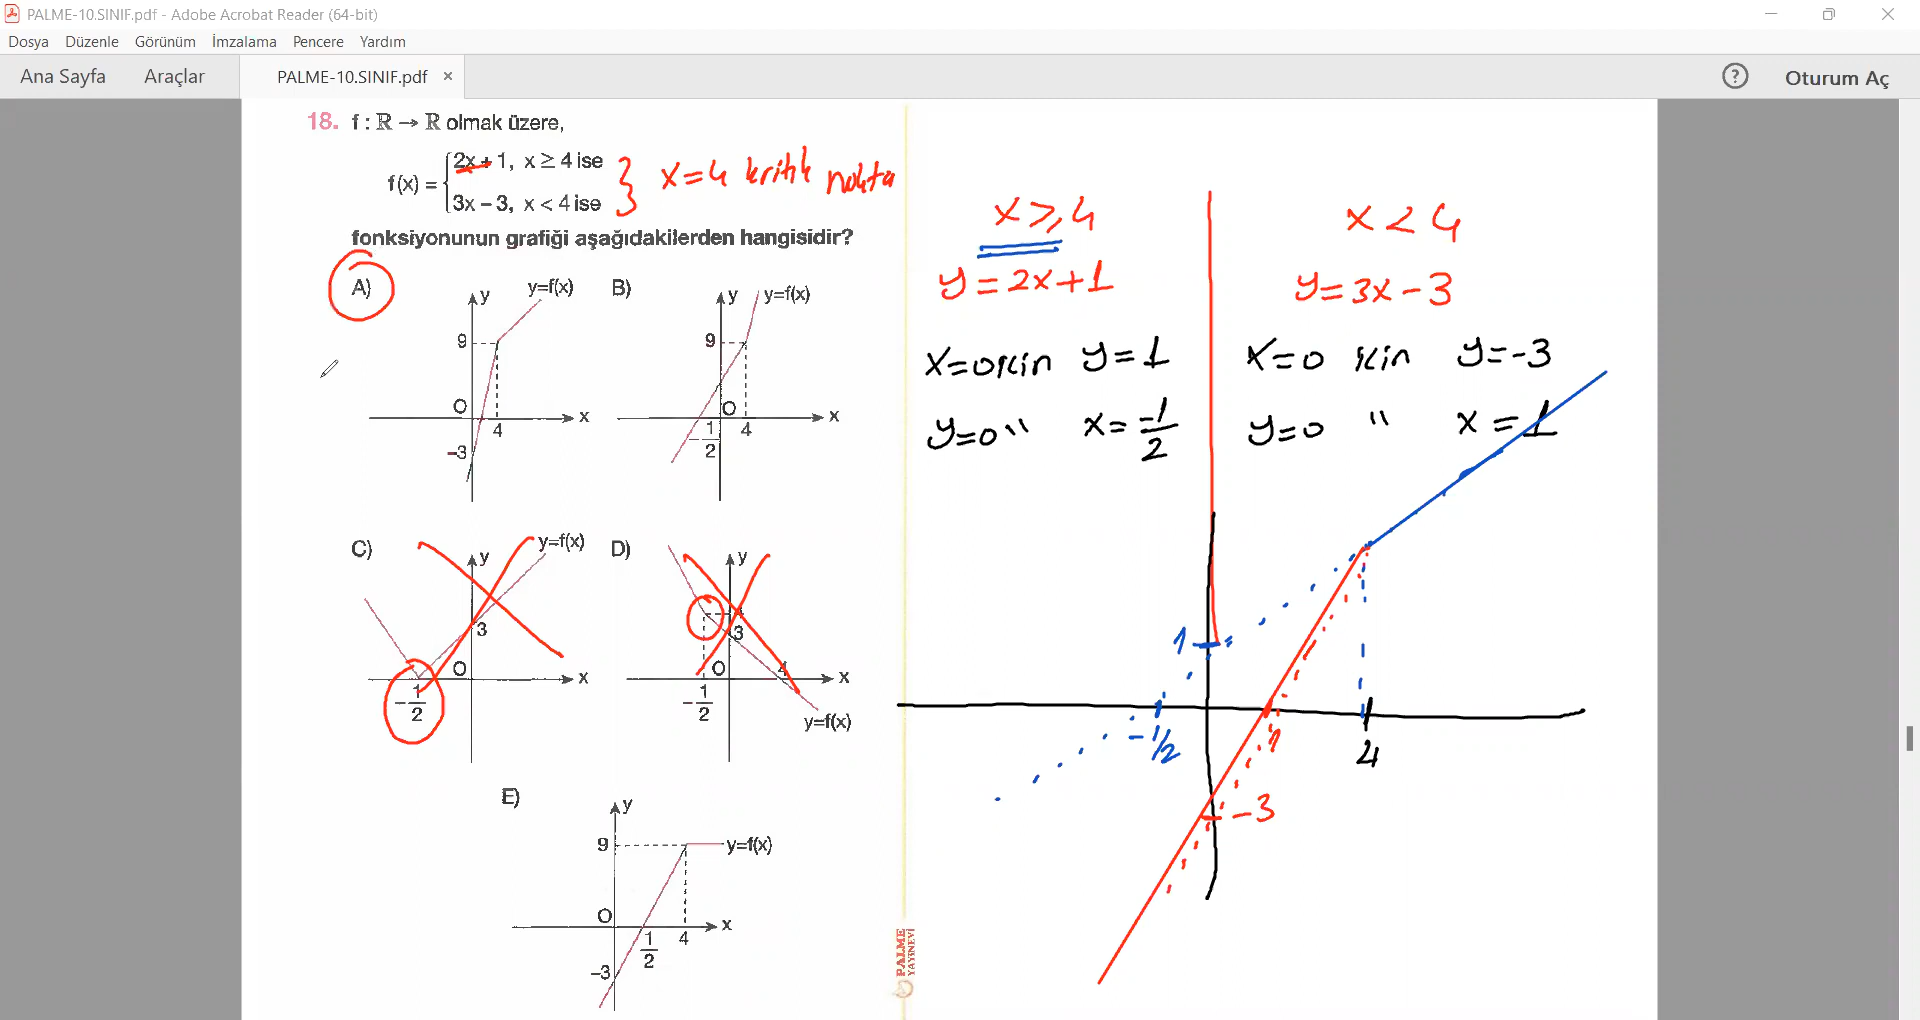 PALME-10.SINIF.pdf - Adobe Acrobat Reader (64-bit)
Dosya Düzenle Görünüm İmzalama Pencere Yardım
Ana Sayfa Araçlar PALME-10.SINIF.pdf × ? Oturum Aç
18. f : ℝ → ℝ olmak üzere,
f(x) = { 2x + 1, x ≥ 4 ise
3x – 3, x < 4 ise
x=4 kritik nokta
fonksiyonunun grafiği aşağıdakilerden hangisidir?
A) y y=f(x) 9 O 4 x –3
B) y y=f(x) 9 O –1/2 4 x
C) y y=f(x) 3 O x –1/2
D) y 4 3 O 4 x –1/2 y=f(x)
E) y 9 y=f(x) O 1/2 4 x –3
PALME
YAYINEVİ
x ≥ 4
y = 2x+1
x=0 için y = 1
y=0 " x = -1/2
x < 4
y = 3x - 3
x=0 için y=-3
y=0 " x = 1
1
-1/2 1 4
-3